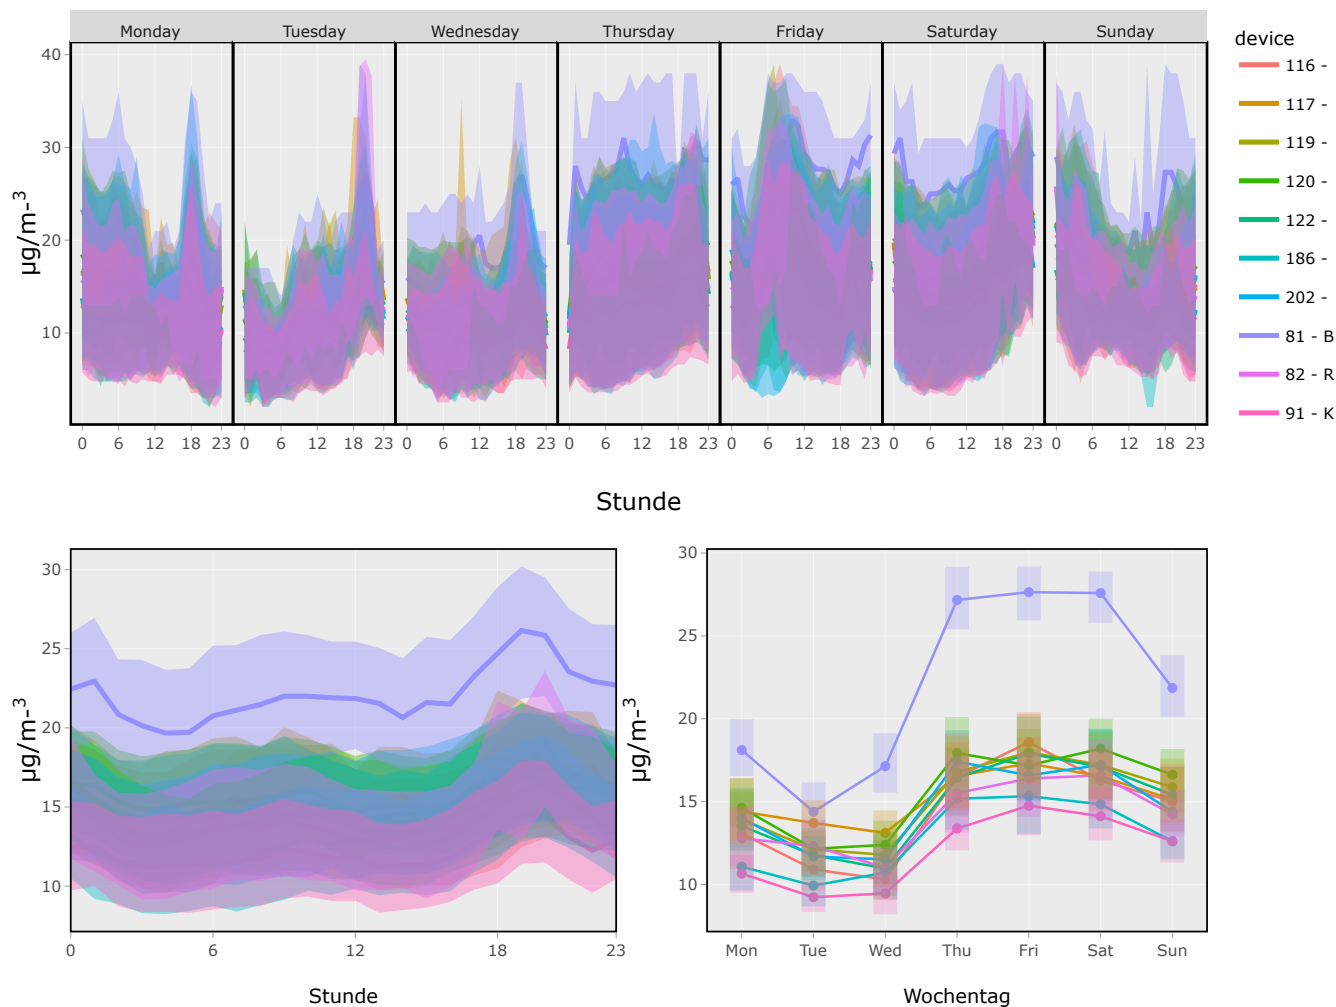 Monday Tuesday Wednesday Thursday Friday Saturday Sunday
device
116 -
117 -
119 -
120 -
122 -
186 -
202 -
81 - B
82 - R
91 - K
40
30
20
10
µg/m-³
0 6 12 18 23 0 6 12 18 23 0 6 12 18 23 0 6 12 18 23 0 6 12 18 23 0 6 12 18 23 0 6 12 18 23
Stunde
30
25
20
15
10
µg/m-³
0 6 12 18 23
Stunde
30
25
20
15
10
µg/m-³
Mon Tue Wed Thu Fri Sat Sun
Wochentag